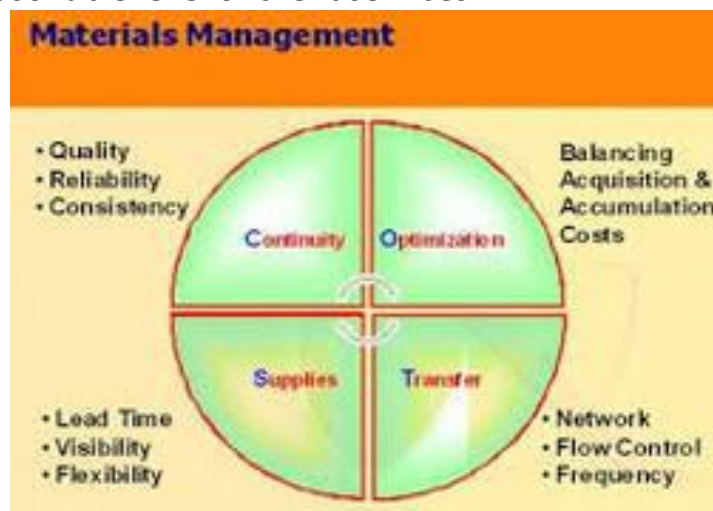 Materials Management
• Quality
• Reliability
• Consistency
Balancing
Acquisition &
Accumulation
Costs
Continuity
Optimization
Supplies
Transfer
• Lead Time
• Visibility
• Flexibility
• Network
• Flow Control
• Frequency